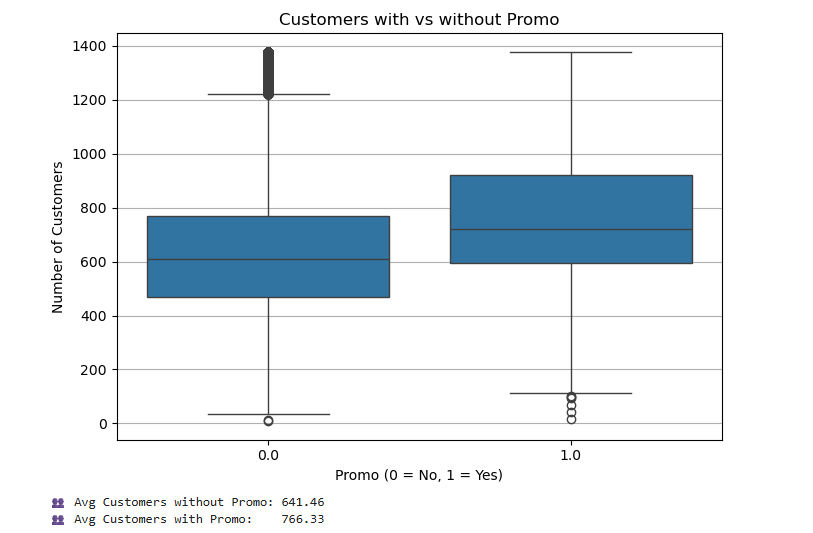 Customers with vs without Promo
Number of Customers
1400
1200
1000
800
600
400
200
0
0.0 1.0
Promo (0 = No, 1 = Yes)
Avg Customers without Promo: 641.46
Avg Customers with Promo: 766.33